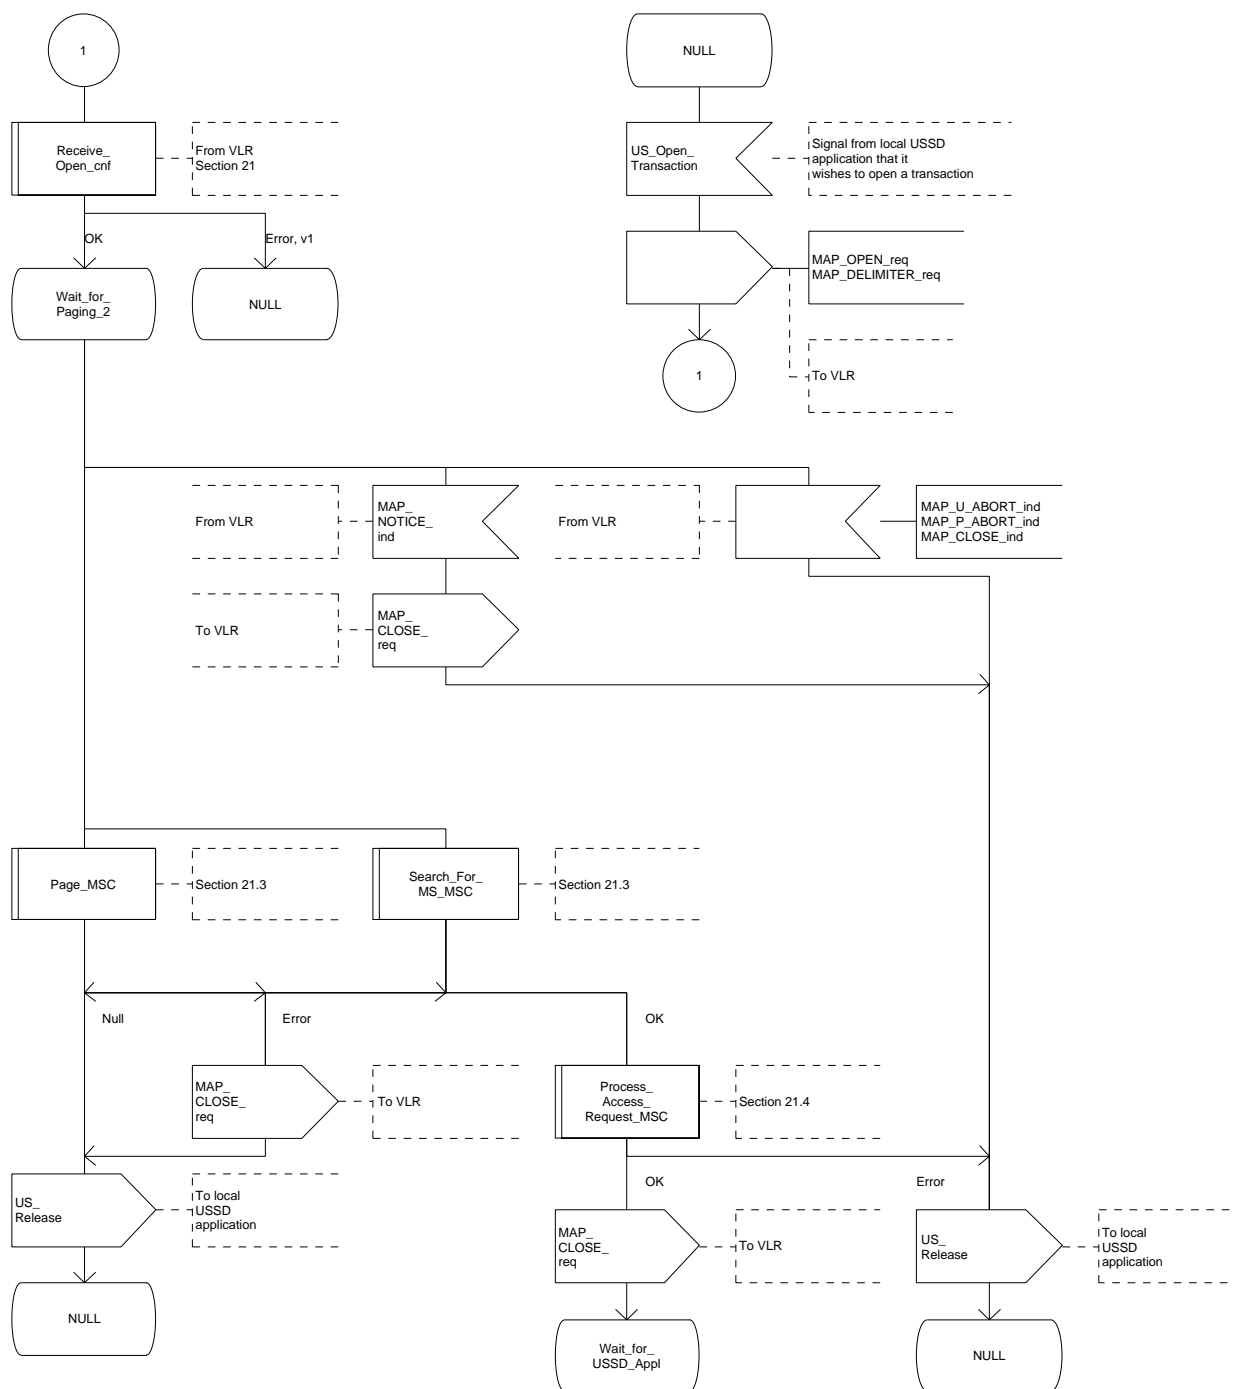 1
NULL
Receive_
Open_cnf
From VLR
Section 21
US_Open_
Transaction
Signal from local USSD
application that it
wishes to open a transaction
OK
Error, v1
MAP_OPEN_req
MAP_DELIMITER_req
Wait_for_
Paging_2
NULL
1
To VLR
From VLR
MAP_
NOTICE_
ind
From VLR
MAP_U_ABORT_ind
MAP_P_ABORT_ind
MAP_CLOSE_ind
To VLR
MAP_
CLOSE_
req
Page_MSC
Section 21.3
Search_For_
MS_MSC
Section 21.3
Null
Error
OK
MAP_
CLOSE_
req
To VLR
Process_
Access_
Request_MSC
Section 21.4
US_
Release
To local
USSD
application
OK
Error
MAP_
CLOSE_
req
To VLR
US_
Release
To local
USSD
application
NULL
Wait_for_
USSD_Appl
NULL